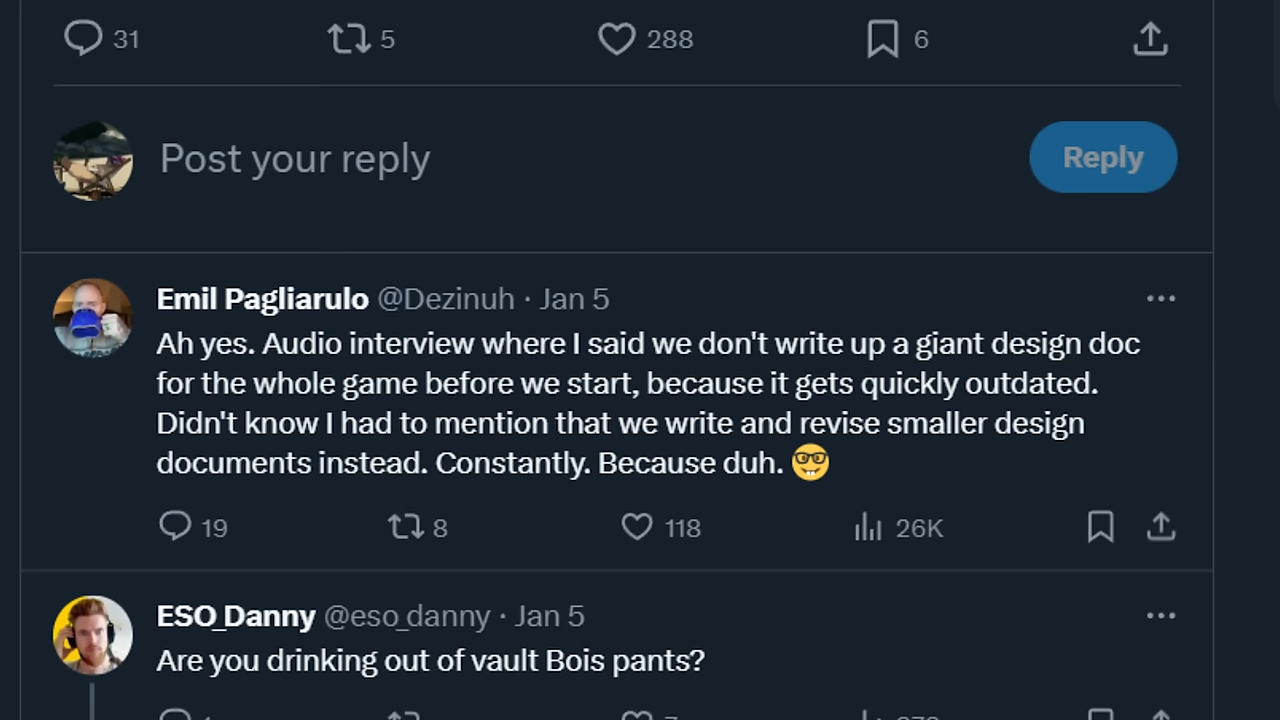 31 5 288 6
Post your reply
Reply
Emil Pagliarulo @Dezinuh · Jan 5
Ah yes. Audio interview where I said we don't write up a giant design doc
for the whole game before we start, because it gets quickly outdated.
Didn't know I had to mention that we write and revise smaller design
documents instead. Constantly. Because duh. 🤓
19 8 118 26K
ESO_Danny @eso_danny · Jan 5
Are you drinking out of vault Bois pants?